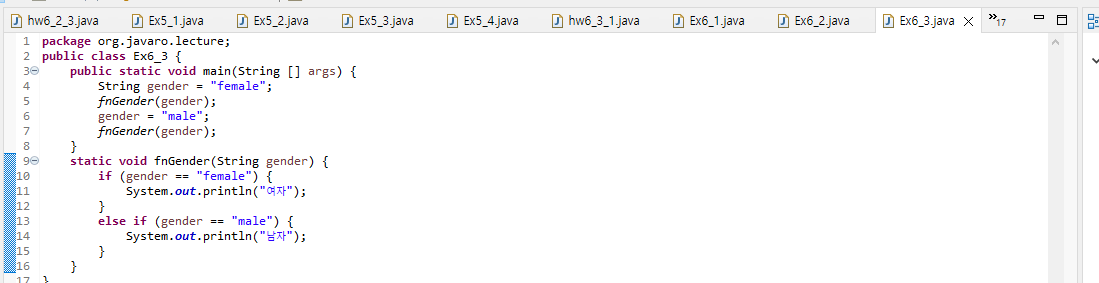 hw6_2_3.java Ex5_1.java Ex5_2.java Ex5_3.java Ex5_4.java hw6_3_1.java Ex6_1.java Ex6_2.java Ex6_3.java »17
1 package org.javaro.lecture;
2 public class Ex6_3 {
3 public static void main(String [] args) {
4 String gender = "female";
5 fnGender(gender);
6 gender = "male";
7 fnGender(gender);
8 }
9 static void fnGender(String gender) {
10 if (gender == "female") {
11 System.out.println("여자");
12 }
13 else if (gender == "male") {
14 System.out.println("남자");
15 }
16 }
17 }